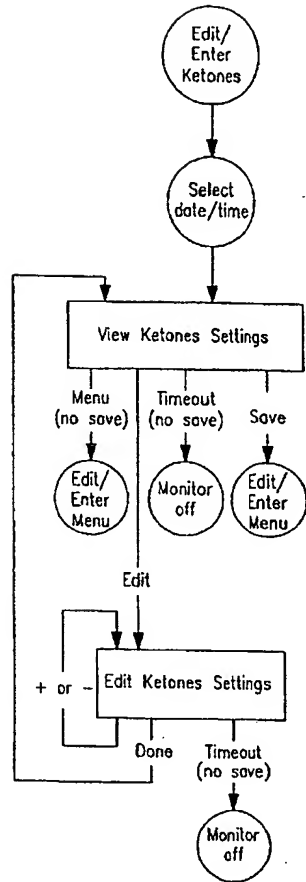 Edit/
Enter
Ketones
Select
date/time
View Ketones Settings
Menu
(no save)
Timeout
(no save)
Save
Edit/
Enter
Menu
Monitor
off
Edit/
Enter
Menu
Edit
+ or -
Edit Ketones Settings
Done
Timeout
(no save)
Monitor
off